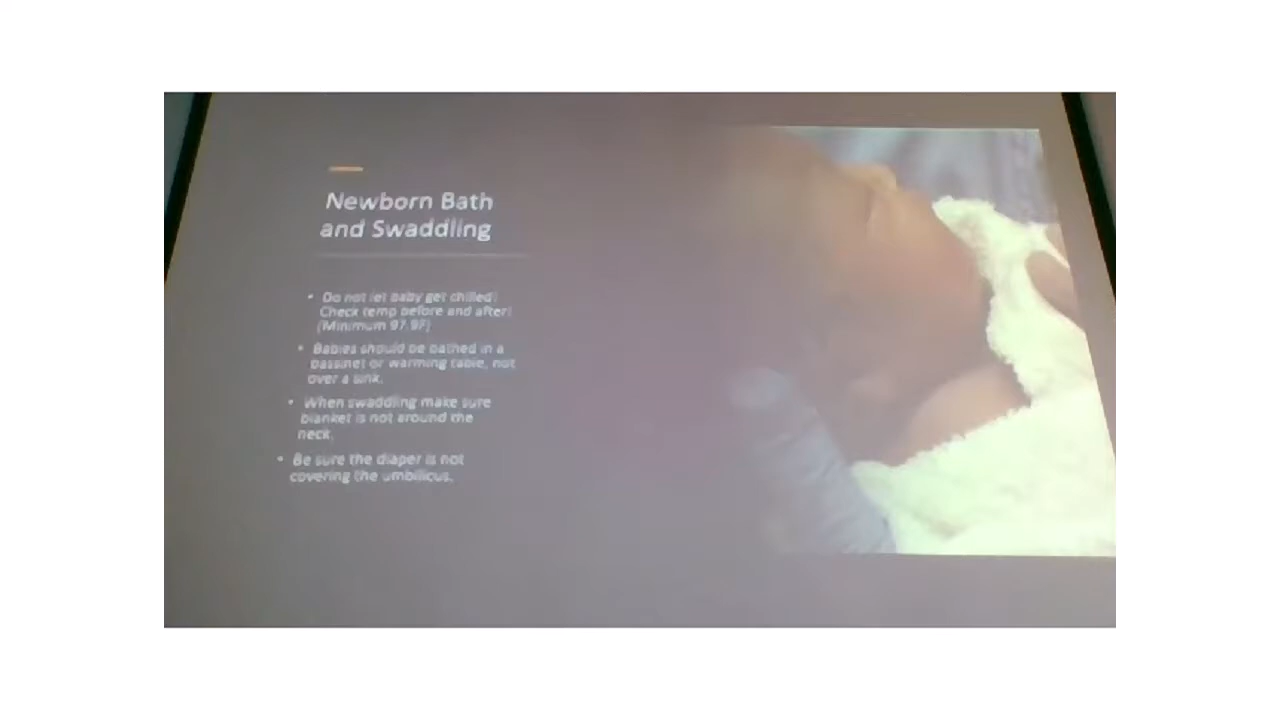 Newborn Bath
and Swaddling
• Do not let baby get chilled!
Check temp before and after!
(Minimum 97.9F)
• Babies should be bathed in a
bassinet or warming table, not
over a sink.
• When swaddling make sure
blanket is not around the
neck.
• Be sure the diaper is not
covering the umbilicus.